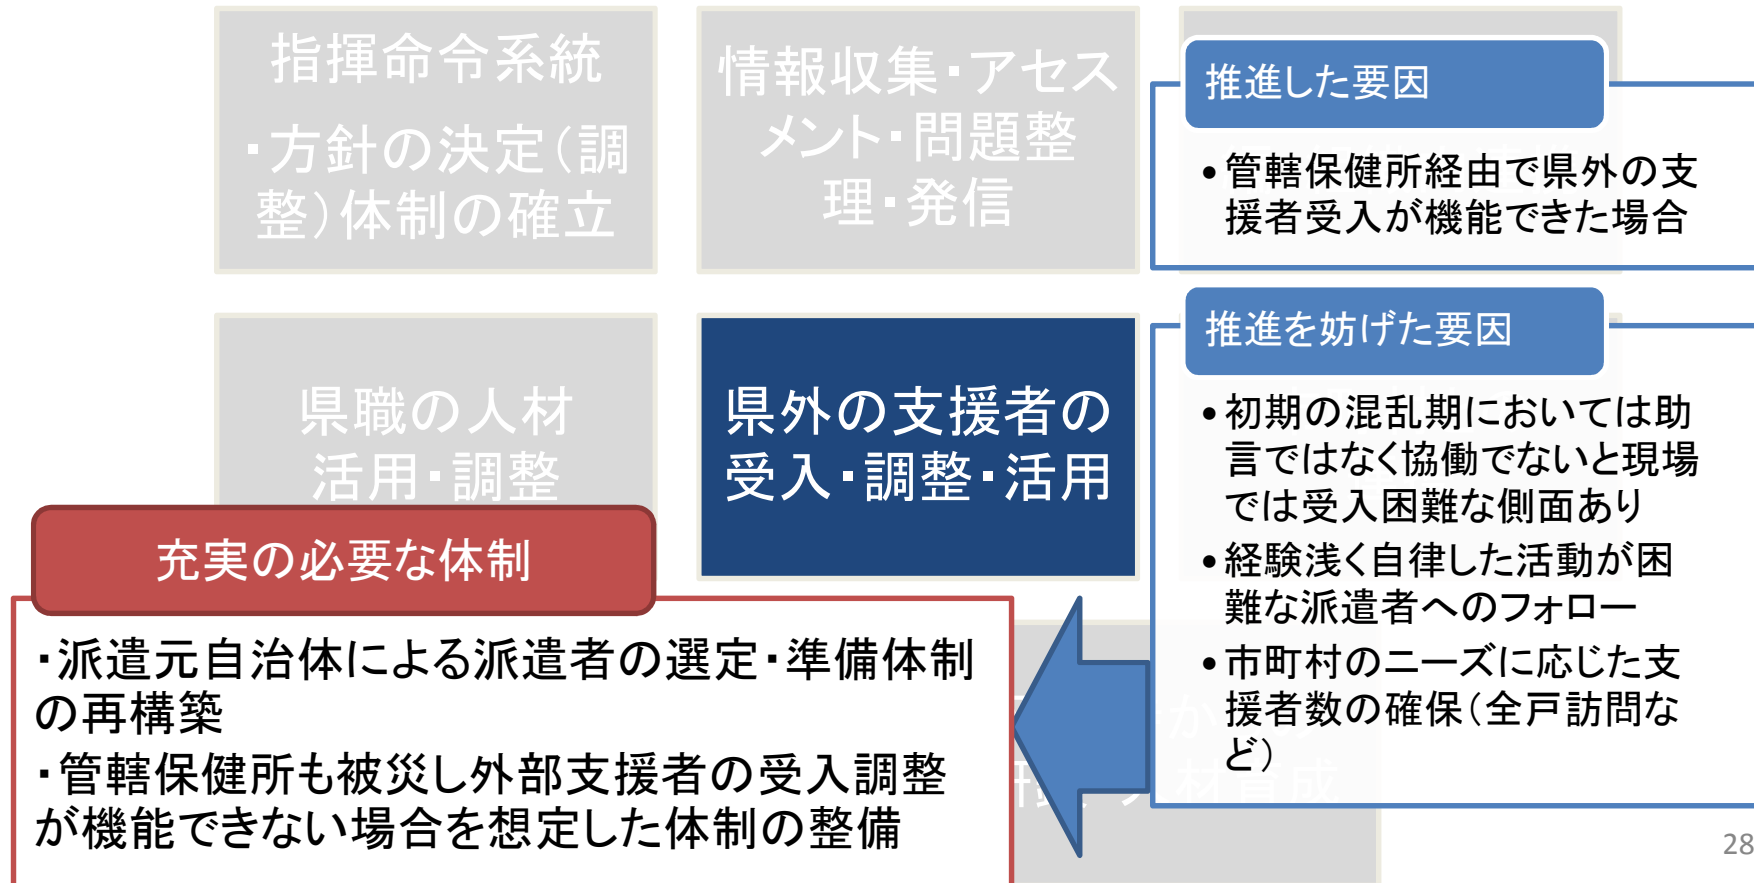 指揮命令系統
・方針の決定(調
整)体制の確立
情報収集・アセス
メント・問題整
理・発信
推進した要因
•管轄保健所経由で県外の支
援者受入が機能できた場合
県職の人材
活用・調整
県外の支援者の
受入・調整・活用
推進を妨げた要因
•初期の混乱期においては助
言ではなく協働でないと現場
では受入困難な側面あり
•経験浅く自律した活動が困
難な派遣者へのフォロー
•市町村のニーズに応じた支
援者数の確保(全戸訪問な
ど)
充実の必要な体制
・派遣元自治体による派遣者の選定・準備体制
の再構築
・管轄保健所も被災し外部支援者の受入調整
が機能できない場合を想定した体制の整備
材育成
28